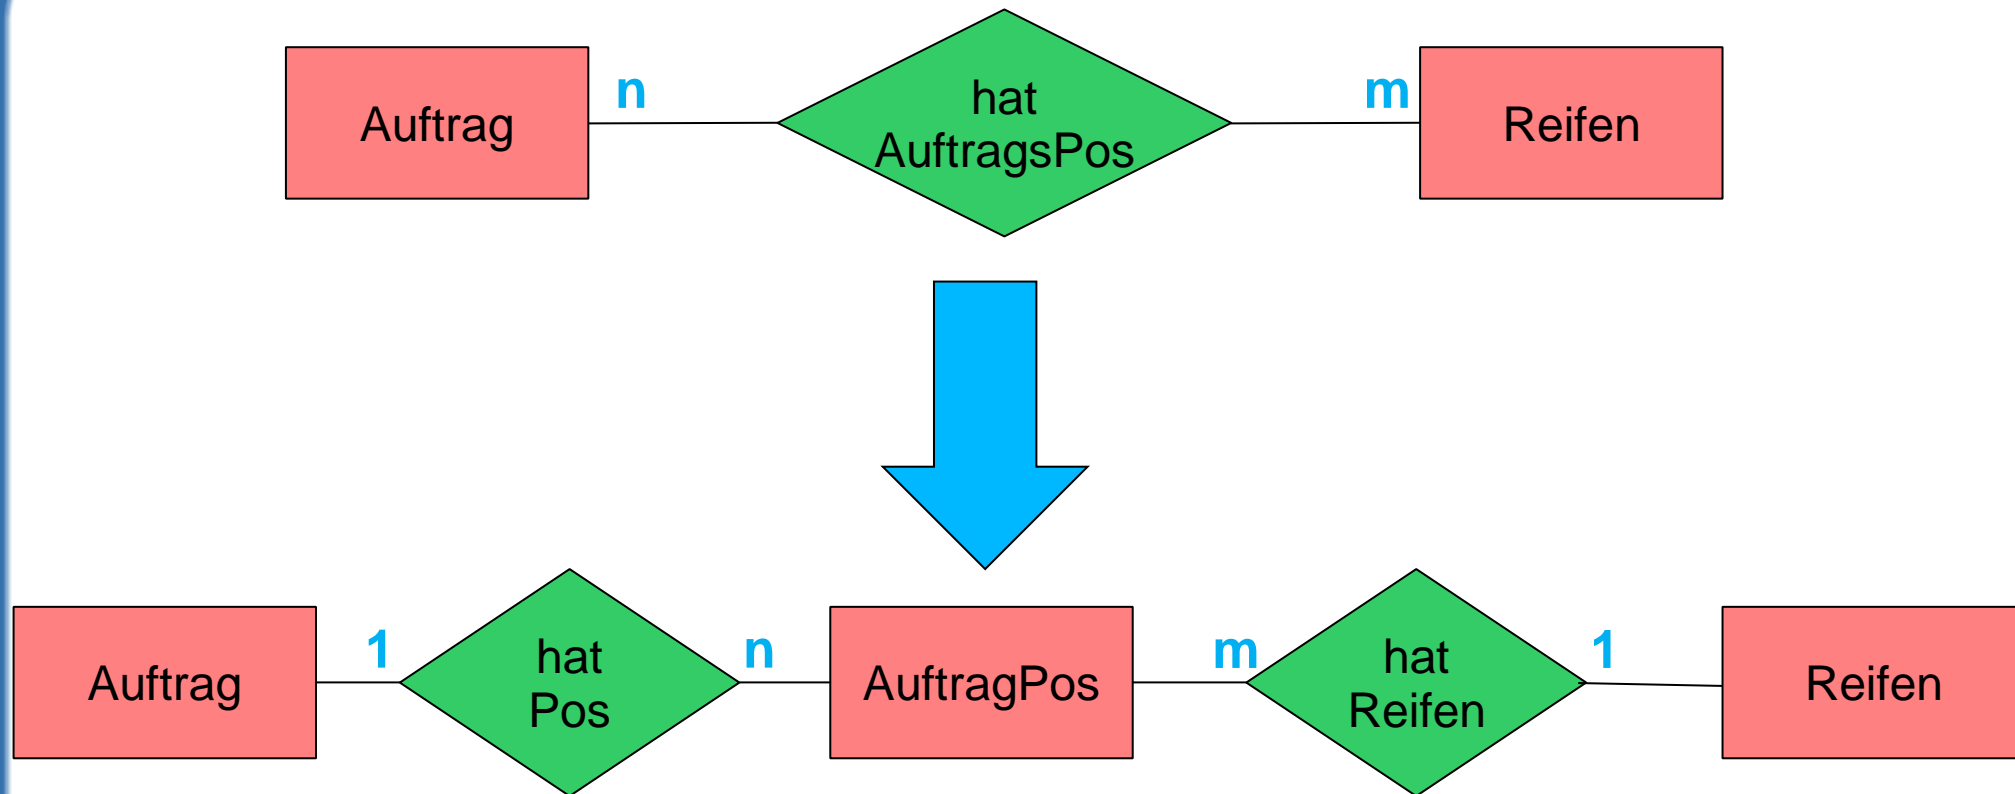 Auftrag
n
hat
AuftragsPos
m
Reifen
Auftrag
1
hat
Pos
n
AuftragPos
m
hat
Reifen
1
Reifen